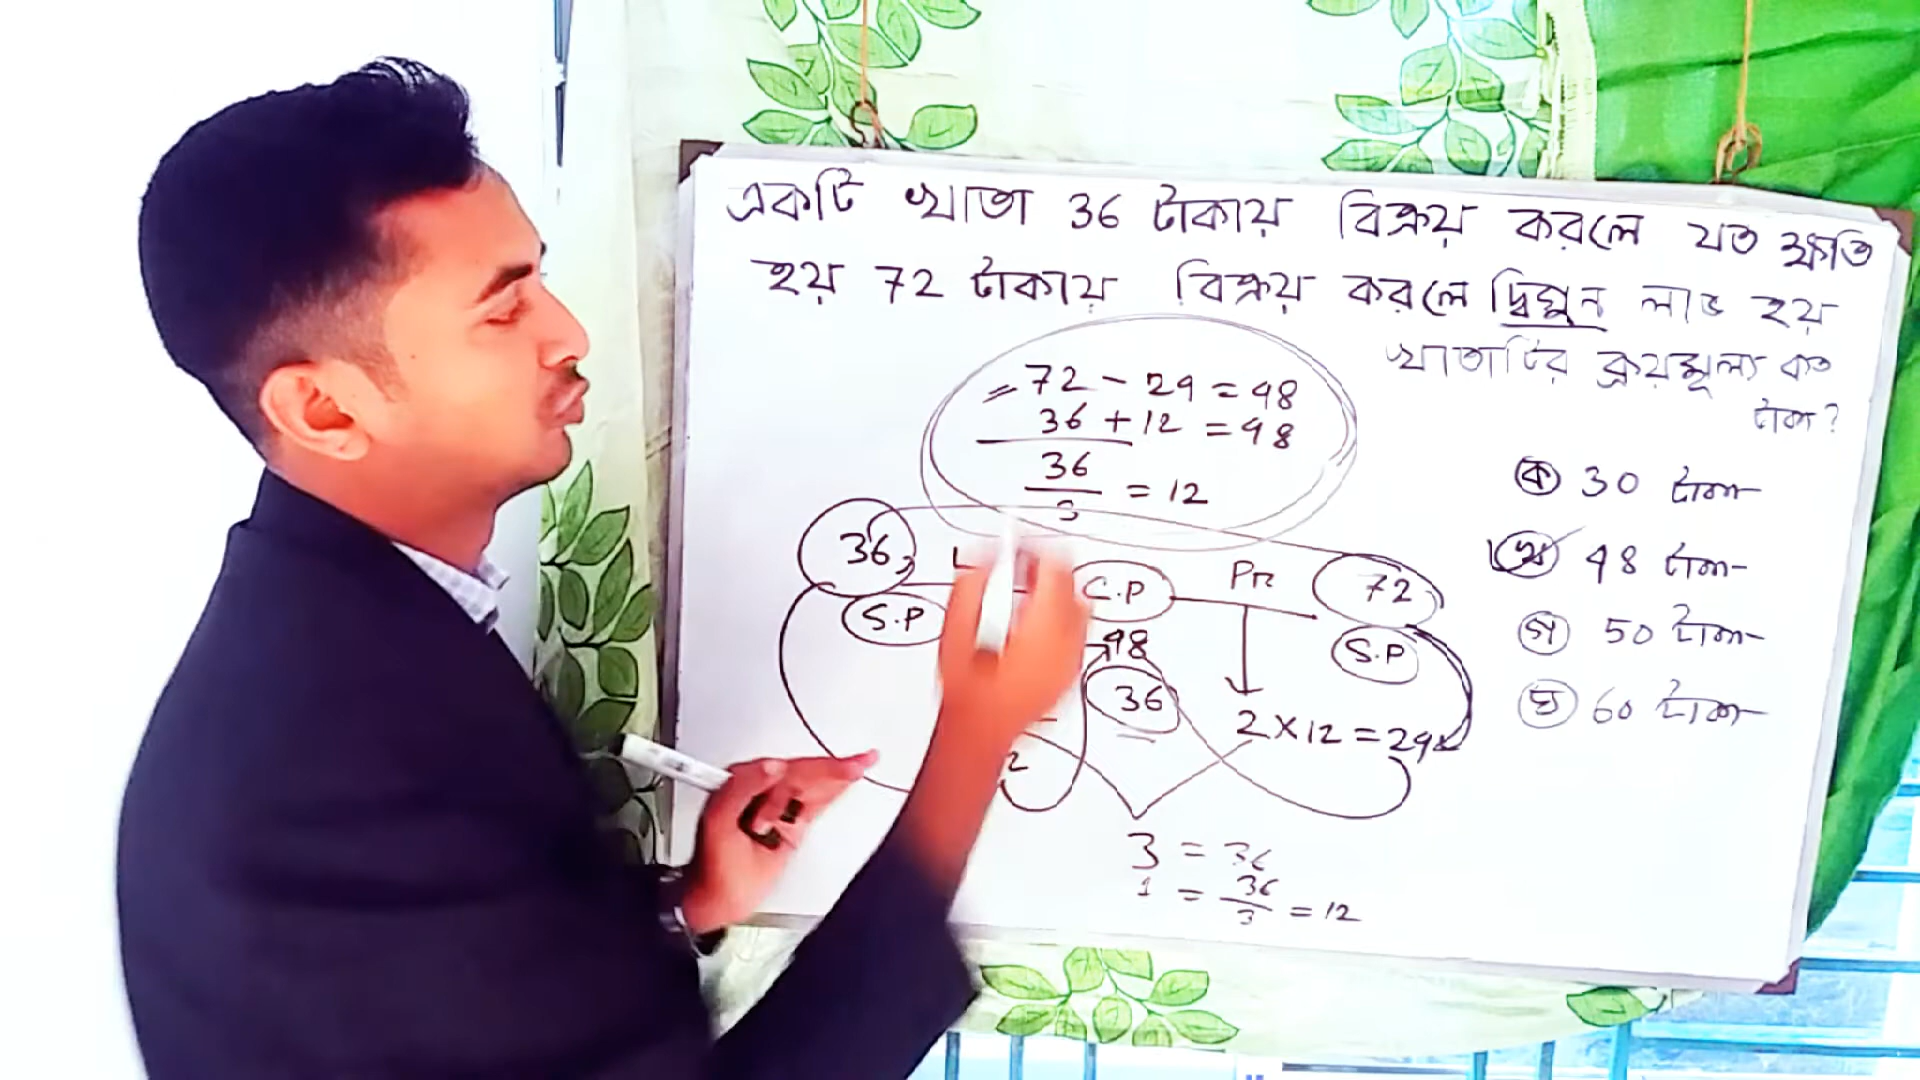 একটি খাতা 36 টাকায় বিক্রয় করলে যত ক্ষতি
হয় 72 টাকায় বিক্রয় করলে দ্বিগুন লাভ হয়
খাতাটির ক্রয়মূল্য কত
টাকা?
= 72 - 24 = 48
36 + 12 = 48
36
3
= 12
36
C.P
Pr
72
S.P
48
S.P
36
2 × 12 = 24
2
3 = 36
1 = 36/3 = 12
ক 30 টাকা
খ 48 টাকা
গ 50 টাকা
ঘ 60 টাকা